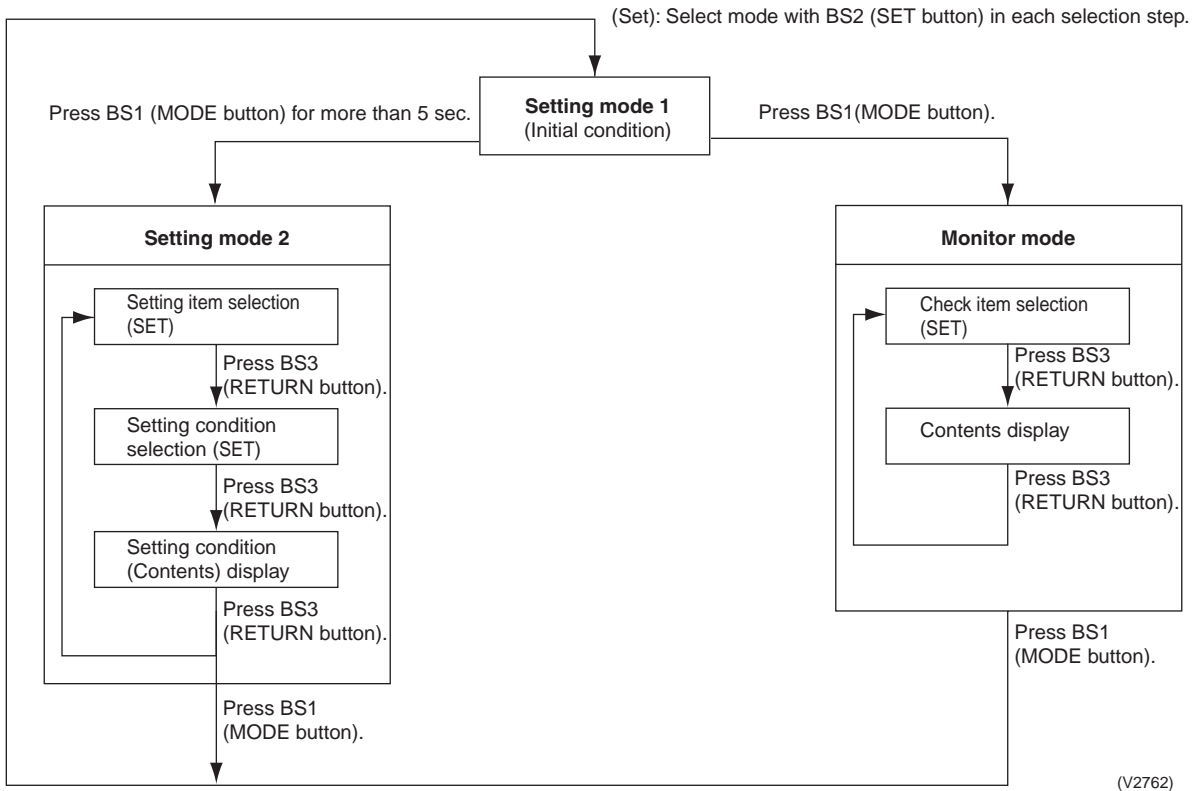 (Set): Select mode with BS2 (SET button) in each selection step.
Setting mode 1
(Initial condition)
Press BS1 (MODE button) for more than 5 sec.
Press BS1(MODE button).
Setting mode 2
Setting item selection
(SET)
Press BS3
(RETURN button).
Setting condition
selection (SET)
Press BS3
(RETURN button).
Setting condition
(Contents) display
Press BS3
(RETURN button).
Press BS1
(MODE button).
Monitor mode
Check item selection
(SET)
Press BS3
(RETURN button).
Contents display
Press BS3
(RETURN button).
Press BS1
(MODE button).
(V2762)